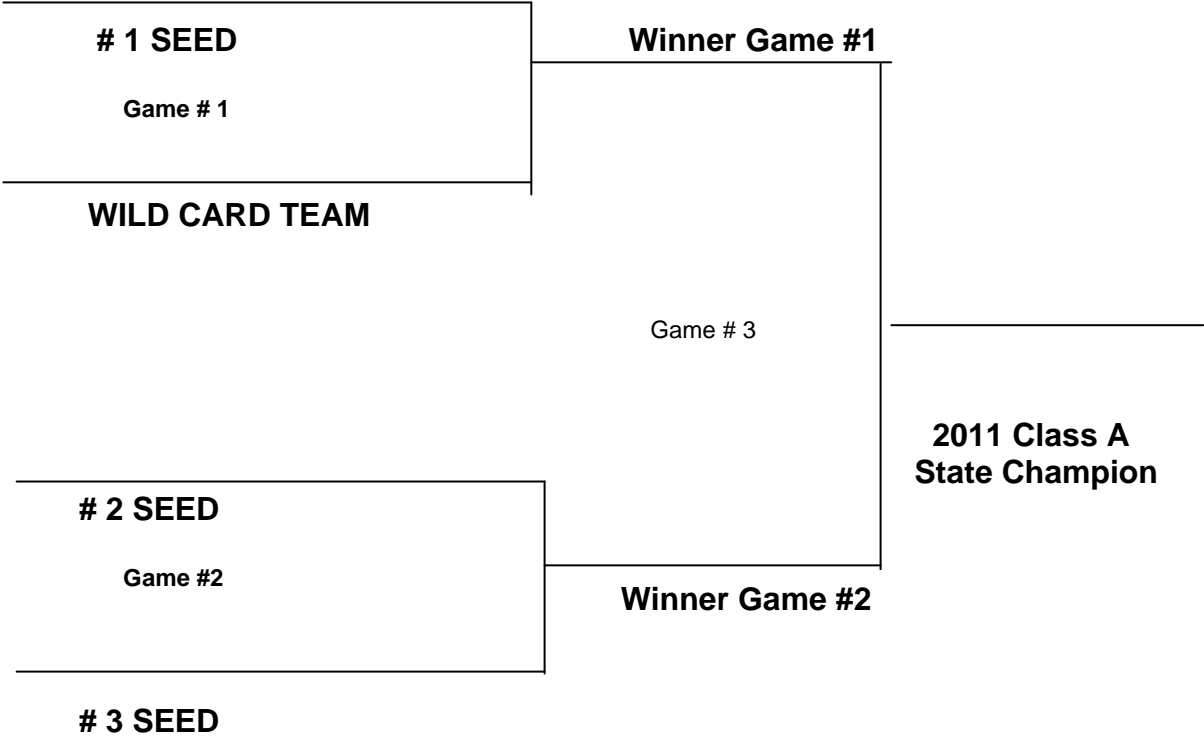 # 1 SEED
Winner Game #1
Game # 1
WILD CARD TEAM
Game # 3
2011 Class A
State Champion
# 2 SEED
Game #2
Winner Game #2
# 3 SEED